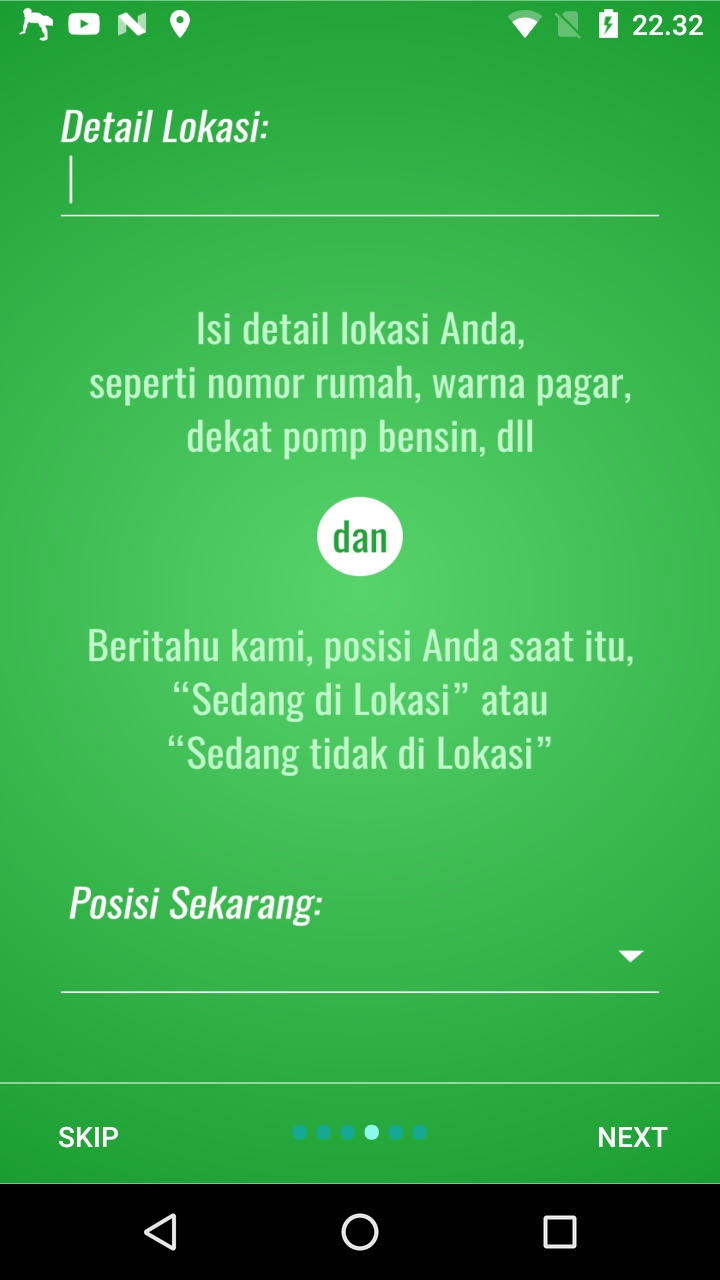 22.32
Detail Lokasi:
Isi detail lokasi Anda,
seperti nomor rumah, warna pagar,
dekat pomp bensin, dll
dan
Beritahu kami, posisi Anda saat itu,
“Sedang di Lokasi” atau
“Sedang tidak di Lokasi”
Posisi Sekarang:
SKIP
NEXT